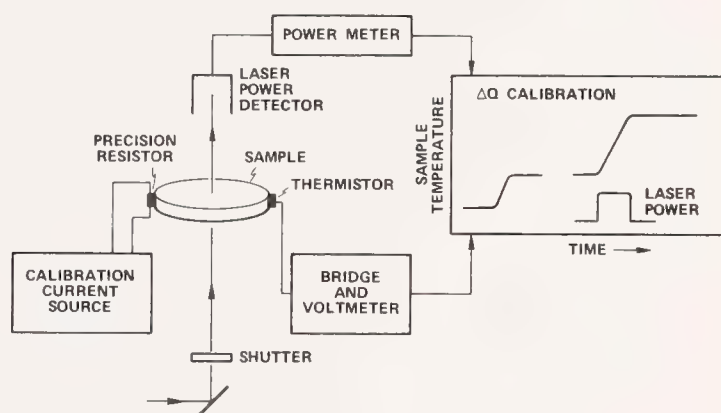 POWER METER
LASER
POWER
DETECTOR
ΔQ CALIBRATION
PRECISION
RESISTOR
SAMPLE
THERMISTOR
SAMPLE
TEMPERATURE
LASER
POWER
TIME
CALIBRATION
CURRENT
SOURCE
BRIDGE
AND
VOLTMETER
SHUTTER